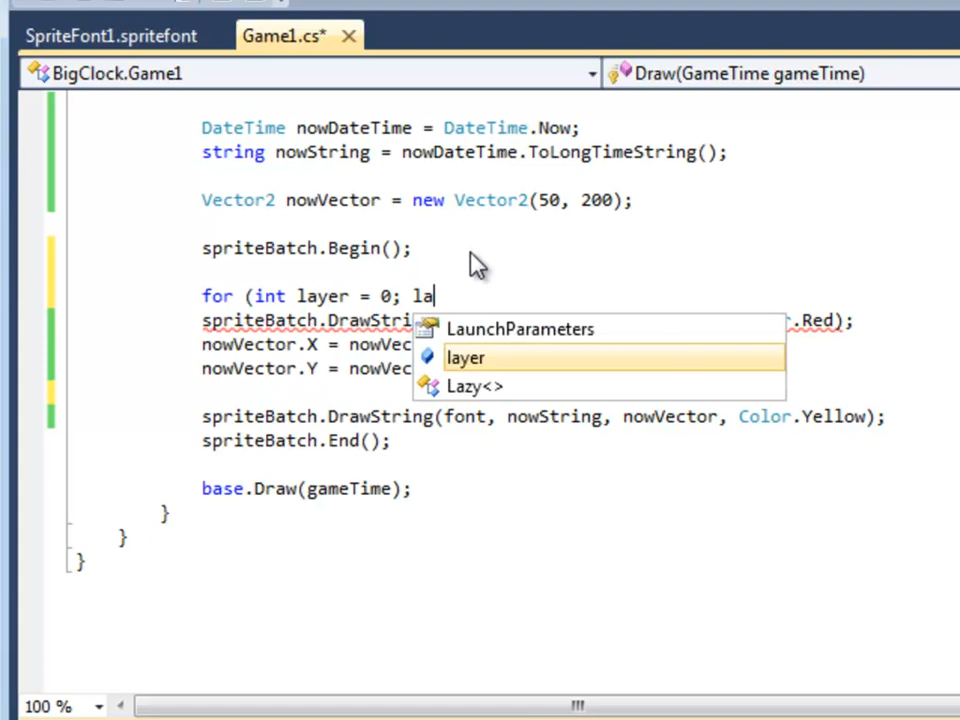 SpriteFont1.spritefont Game1.cs*
BigClock.Game1 Draw(GameTime gameTime)
DateTime nowDateTime = DateTime.Now;
string nowString = nowDateTime.ToLongTimeString();
Vector2 nowVector = new Vector2(50, 200);
spriteBatch.Begin();
for (int layer = 0; la
spriteBatch.DrawStri .Red);
LaunchParameters
nowVector.X = nowVec
layer
nowVector.Y = nowVec
Lazy<>
spriteBatch.DrawString(font, nowString, nowVector, Color.Yellow);
spriteBatch.End();
base.Draw(gameTime);
}
}
}
100 %